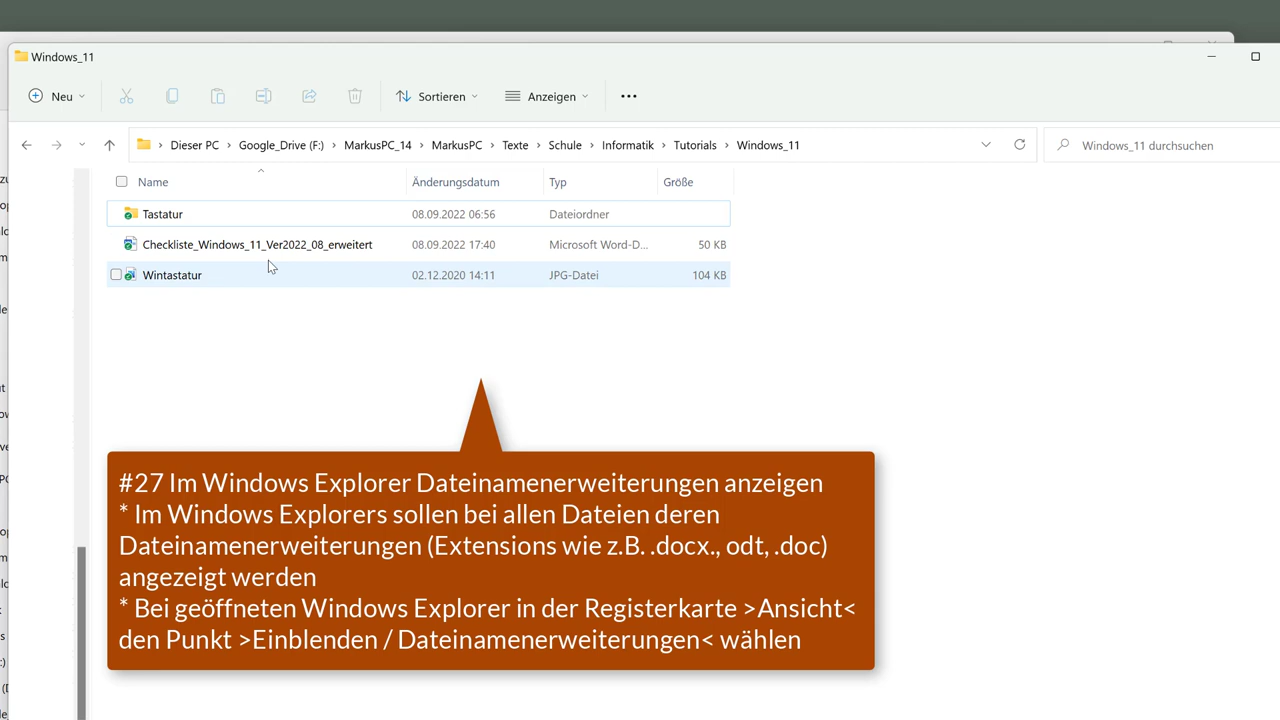 Windows_11
Neu
Sortieren
Anzeigen
Dieser PC > Google_Drive (F:) > MarkusPC_14 > MarkusPC > Texte > Schule > Informatik > Tutorials > Windows_11
Windows_11 durchsuchen
Name Änderungsdatum Typ Größe
Tastatur 08.09.2022 06:56 Dateiordner
Checkliste_Windows_11_Ver2022_08_erweitert 08.09.2022 17:40 Microsoft Word-D... 50 KB
Wintastatur 02.12.2020 14:11 JPG-Datei 104 KB
#27 Im Windows Explorer Dateinamenerweiterungen anzeigen
* Im Windows Explorers sollen bei allen Dateien deren
Dateinamenerweiterungen (Extensions wie z.B. .docx., odt, .doc)
angezeigt werden
* Bei geöffneten Windows Explorer in der Registerkarte >Ansicht<
den Punkt >Einblenden / Dateinamenerweiterungen< wählen